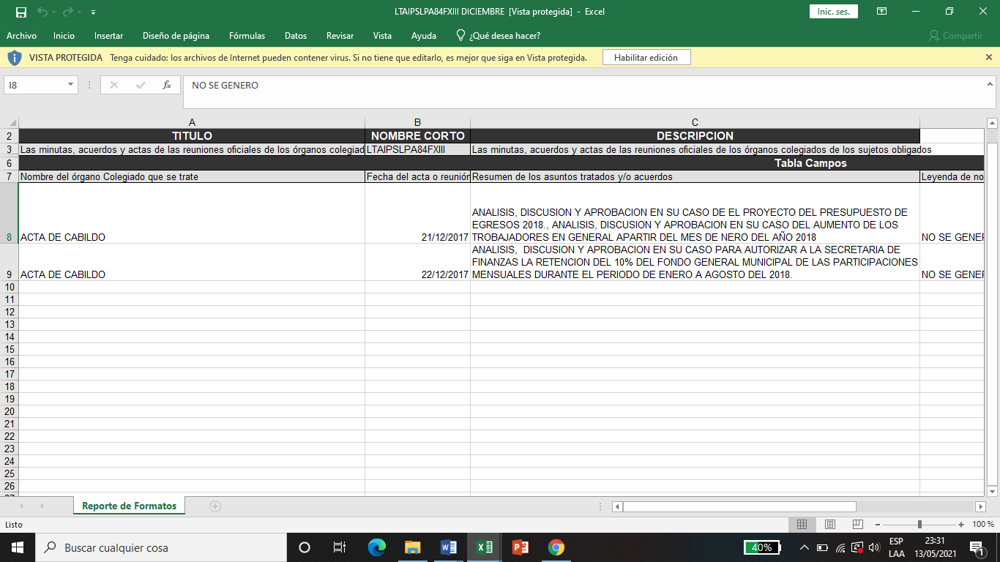 LTAIPSLPA84FXIII DICIEMBRE [Vista protegida] - Excel
Inic. ses.
Archivo Inicio Insertar Diseño de página Fórmulas Datos Revisar Vista Ayuda ¿Qué desea hacer? Compartir
VISTA PROTEGIDA Tenga cuidado: los archivos de Internet pueden contener virus. Si no tiene que editarlo, es mejor que siga en Vista protegida. Habilitar edición
I8 fx NO SE GENERO
A B C
2 TITULO NOMBRE CORTO DESCRIPCION
3 Las minutas, acuerdos y actas de las reuniones oficiales de los órganos colegiad LTAIPSLPA84FXIII Las minutas, acuerdos y actas de las reuniones oficiales de los órganos colegiados de los sujetos obligados
6 Tabla Campos
7 Nombre del órgano Colegiado que se trate Fecha del acta o reunión Resumen de los asuntos tratados y/o acuerdos Leyenda de no
ANALISIS, DISCUSION Y APROBACION EN SU CASO DE EL PROYECTO DEL PRESUPUESTO DE
EGRESOS 2018., ANALISIS, DISCUSION Y APROBACION EN SU CASO DEL AUMENTO DE LOS
8 ACTA DE CABILDO 21/12/2017 TROBAJADORES EN GENERAL APARTIR DEL MES DE NERO DEL AÑO 2018 NO SE GENER
ANALISIS, DISCUSION Y APROBACION EN SU CASO PARA AUTORIZAR A LA SECRETARIA DE
FINANZAS LA RETENCION DEL 10% DEL FONDO GENERAL MUNICIPAL DE LAS PARTICIPACIONES
9 ACTA DE CABILDO 22/12/2017 MENSUALES DURANTE EL PERIODO DE ENERO A AGOSTO DEL 2018. NO SE GENER
10
11
12
13
14
15
16
17
18
19
20
21
22
23
24
25
26
27
Reporte de Formatos
Listo 100 %
Buscar cualquier cosa 40% ESP 23:31
LAA 13/05/2021 1